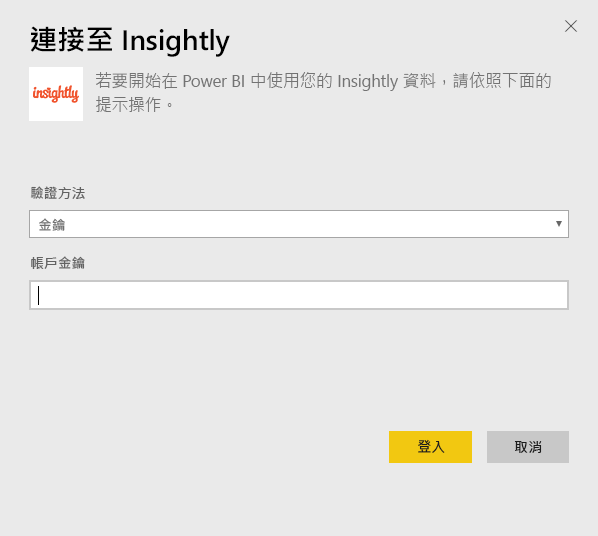 連接至 Insightly
insightly
若要開始在 Power BI 中使用您的 Insightly 資料，請依照下面的
提示操作。
驗證方法
金鑰
帳戶金鑰
登入
取消